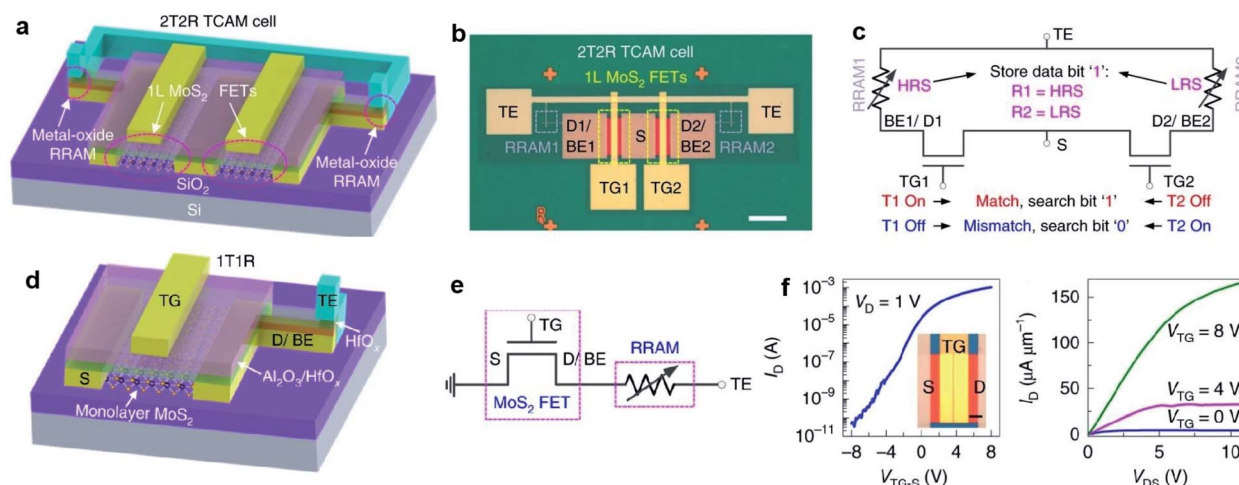 a
2T2R TCAM cell
1L MoS2
FETs
Metal-oxide
RRAM
Metal-oxide
RRAM
SiO2
Si
b
2T2R TCAM cell
1L MoS2 FETs
TE
TE
D1/
BE1
S
D2/
BE2
RRAM1
RRAM2
TG1
TG2
c
TE
RRAM1
HRS
Store data bit '1':
R1 = HRS
R2 = LRS
LRS
BE1/ D1
S
D2/ BE2
TG1
TG2
T1 On
Match, search bit '1'
T2 Off
T1 Off
Mismatch, search bit '0'
T2 On
d
1T1R
TG
TE
D/ BE
HfOx
S
Al2O3/HfOx
Monolayer MoS2
e
TG
S
D/ BE
RRAM
TE
MoS2 FET
f
VD = 1 V
ID (A)
10−3
10−5
10−7
10−9
10−11
TG
S
D
−8
−4
0
4
8
VTG-S (V)
ID (µA µm−1)
150
100
50
0
VTG = 8 V
VTG = 4 V
VTG = 0 V
0
5
10
VDS (V)